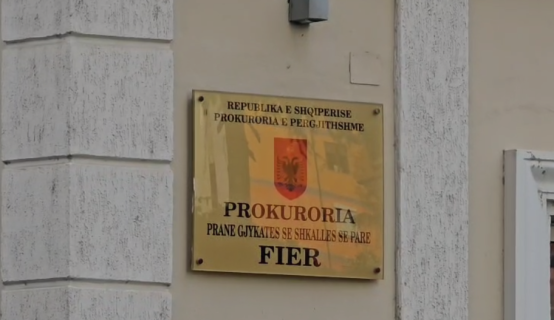 REPUBLIKA E SHQIPERISE
PROKURORIA E PERGJITHSHME
PROKURORIA
PRANE GJYKATES SE SHKALLES SE PARE
FIER